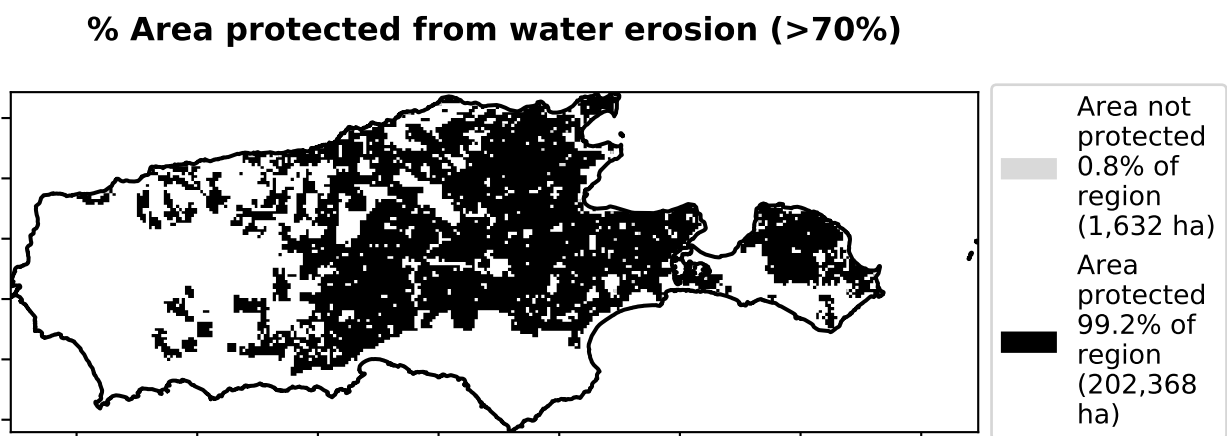 % Area protected from water erosion (>70%)
Area not
protected
0.8% of
region
(1,632 ha)
Area
protected
99.2% of
region
(202,368
ha)